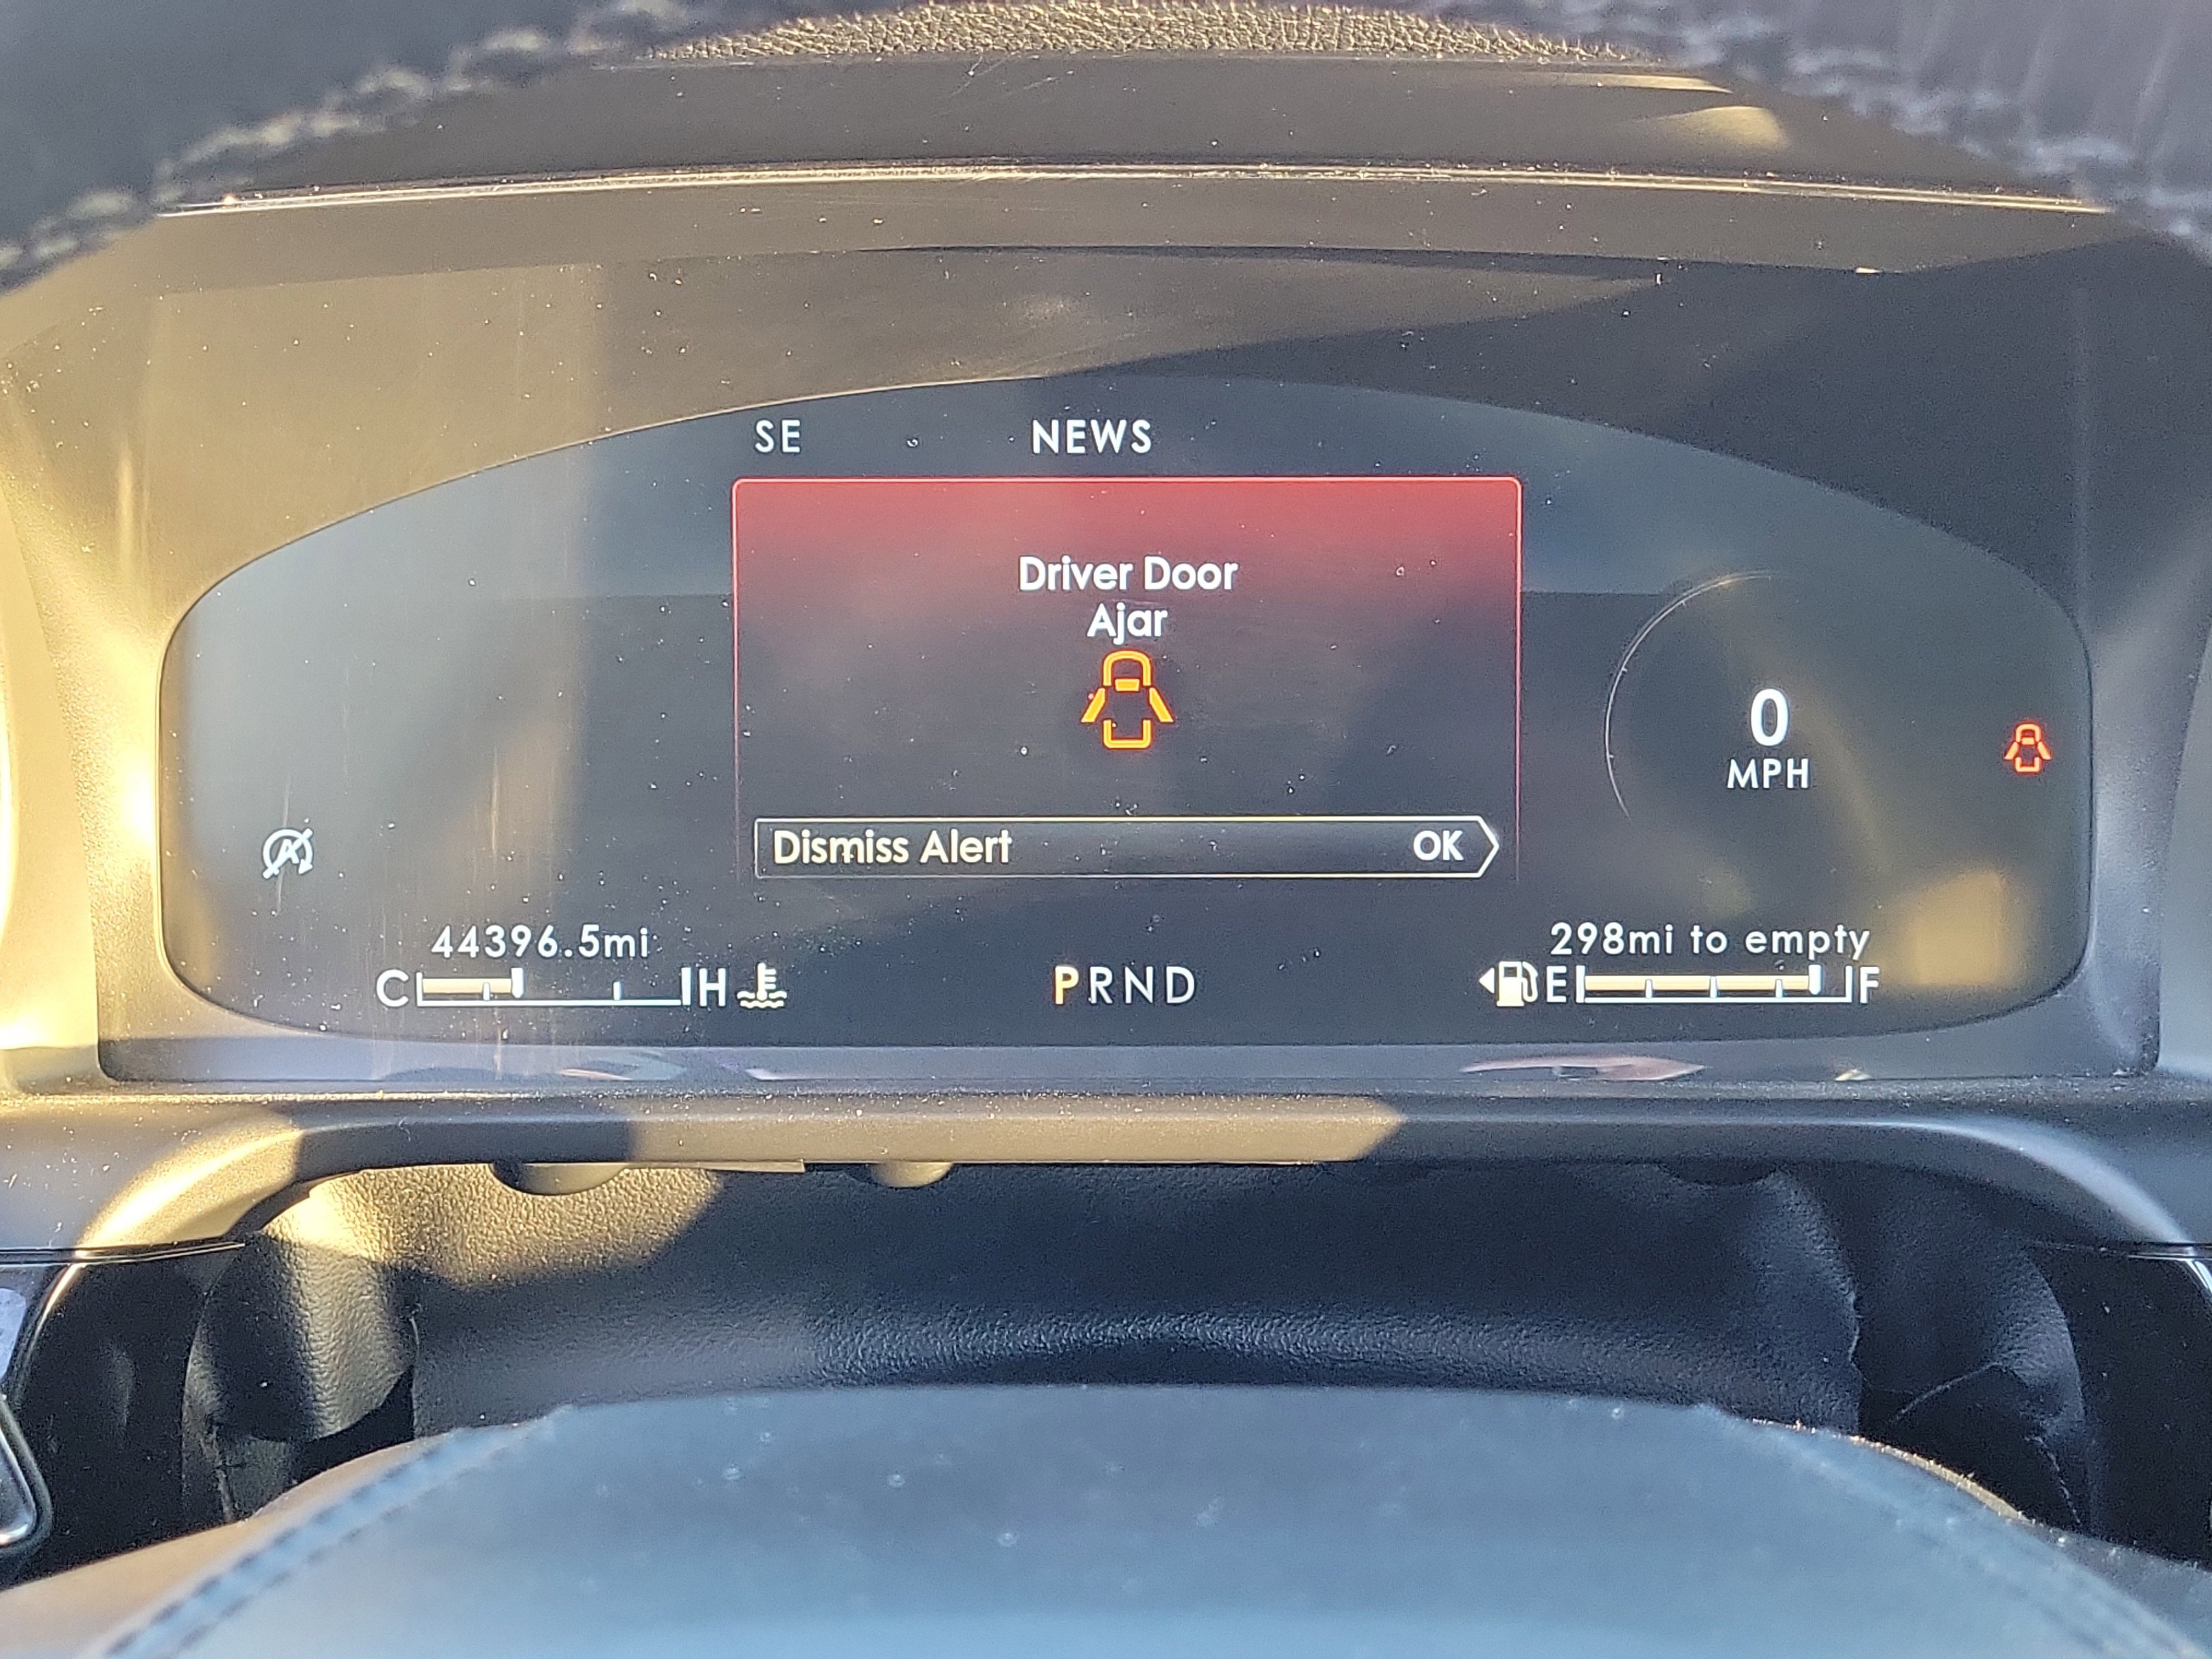 SE NEWS
Driver Door
Ajar
0
MPH
Dismiss Alert OK
44396.5mi
298mi to empty
C H
PRND
E F